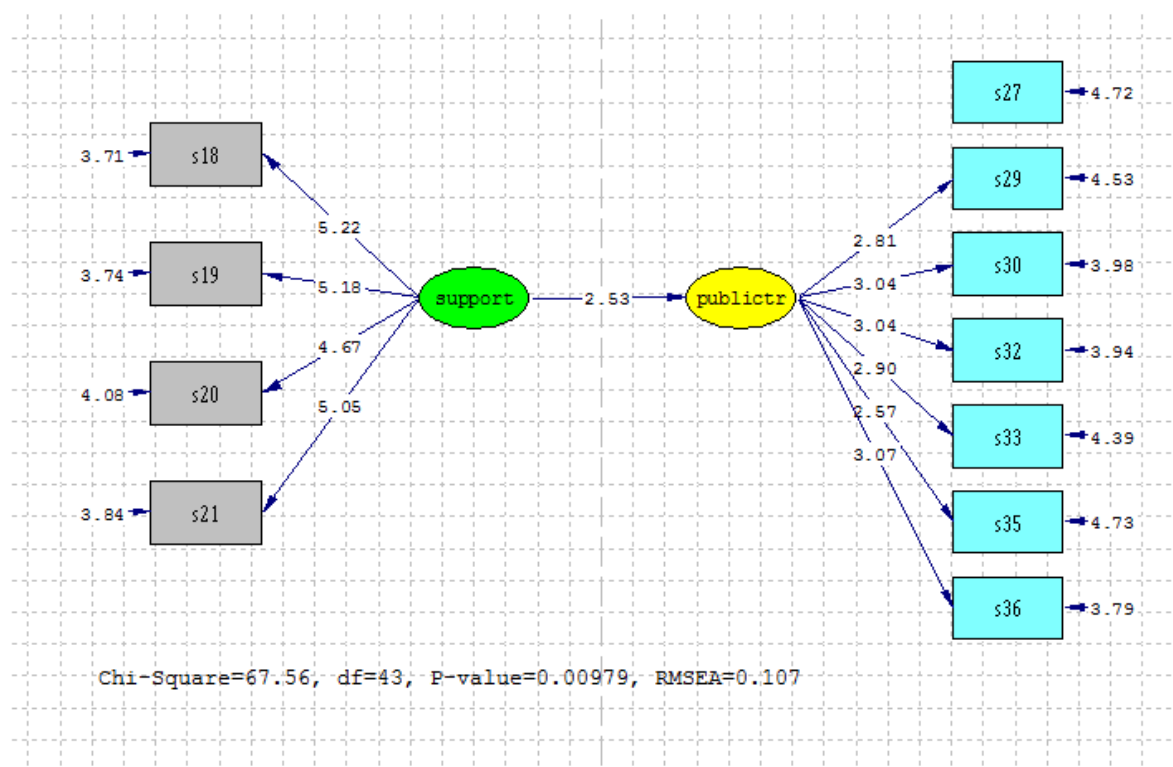 s27
4.72
3.71
s18
s29
4.53
5.22
2.81
3.74
s19
5.18
support
2.53
publictr
3.04
s30
3.98
4.67
3.04
s32
3.94
4.08
s20
5.05
2.90
2.57
s33
4.39
3.07
3.84
s21
s35
4.73
s36
3.79
Chi-Square=67.56, df=43, P-value=0.00979, RMSEA=0.107